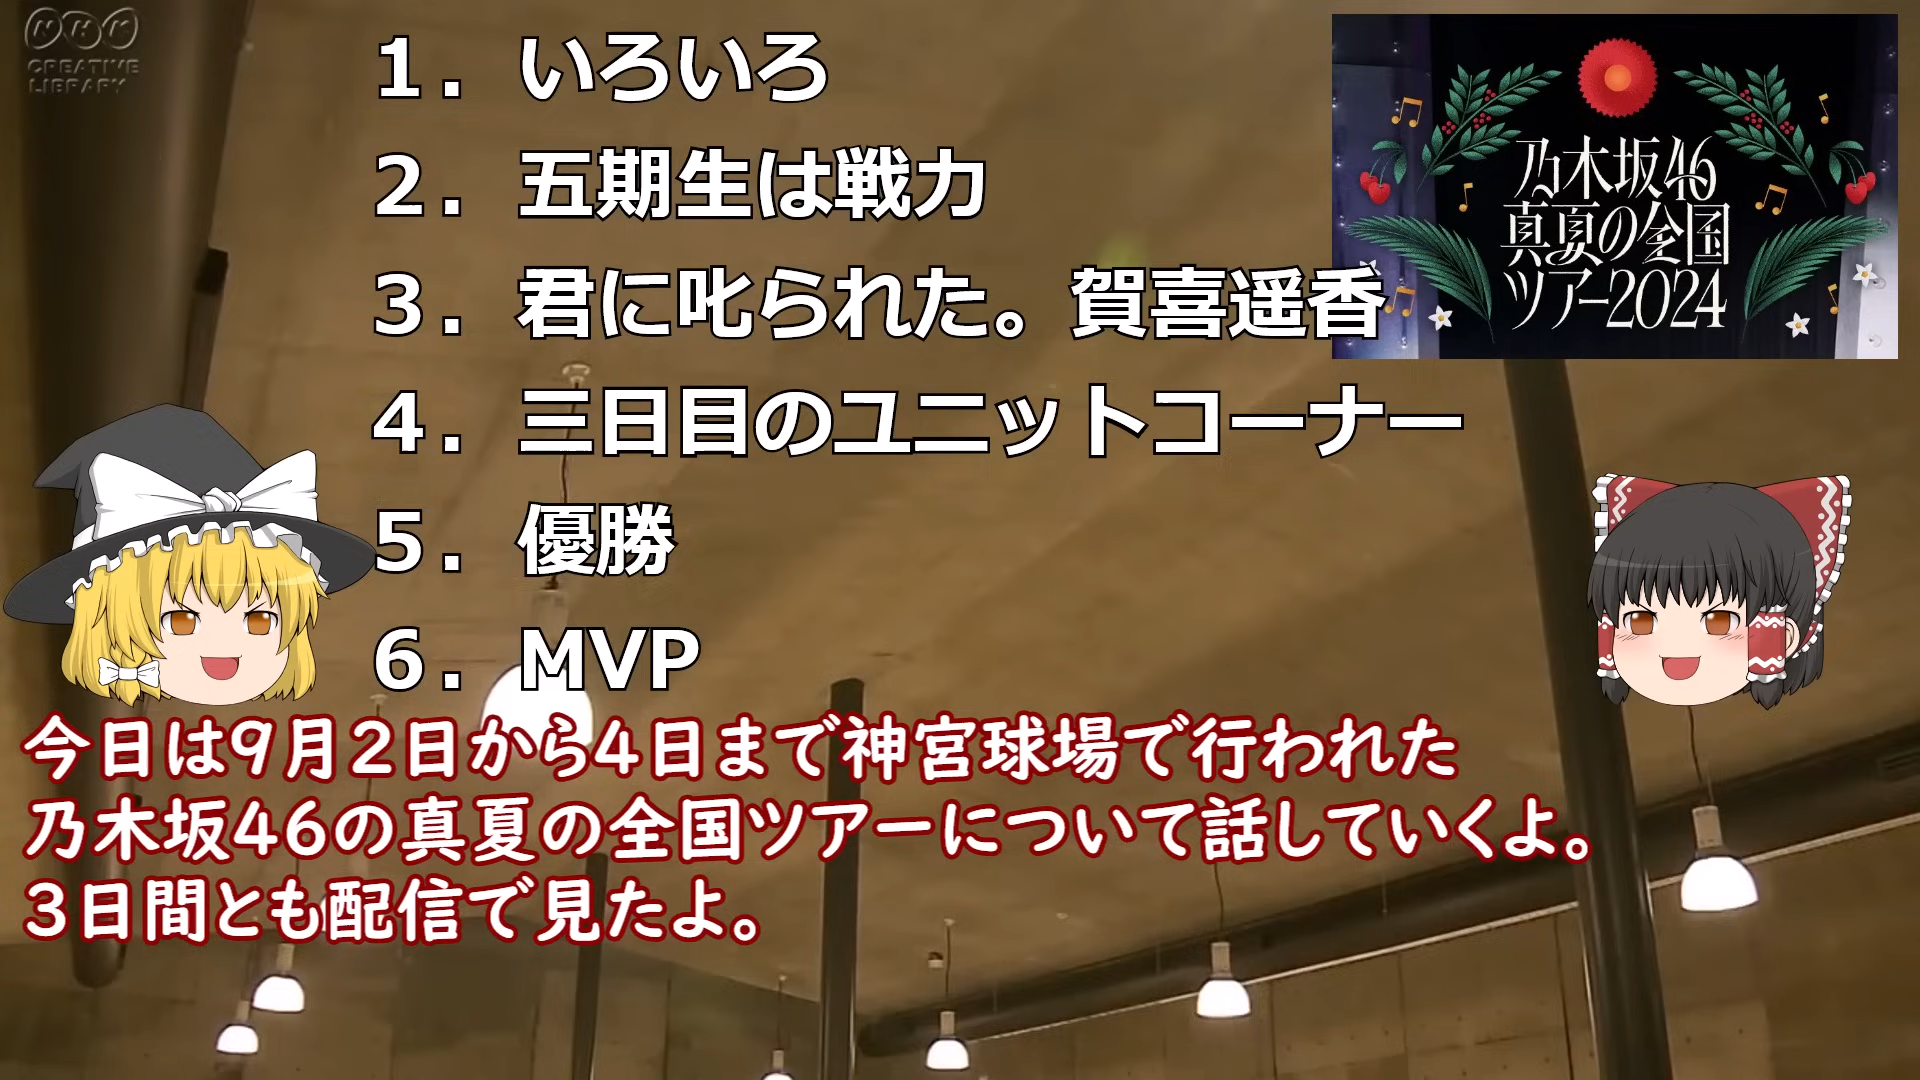 NHK
CREATIVE
LIBRARY
１．いろいろ
２．五期生は戦力
３．君に叱られた。賀喜遥香
４．三日目のユニットコーナー
５．優勝
６．MVP
乃木坂46
真夏の全国
ツアー2024
今日は9月2日から4日まで神宮球場で行われた
乃木坂46の真夏の全国ツアーについて話していくよ。
3日間とも配信で見たよ。